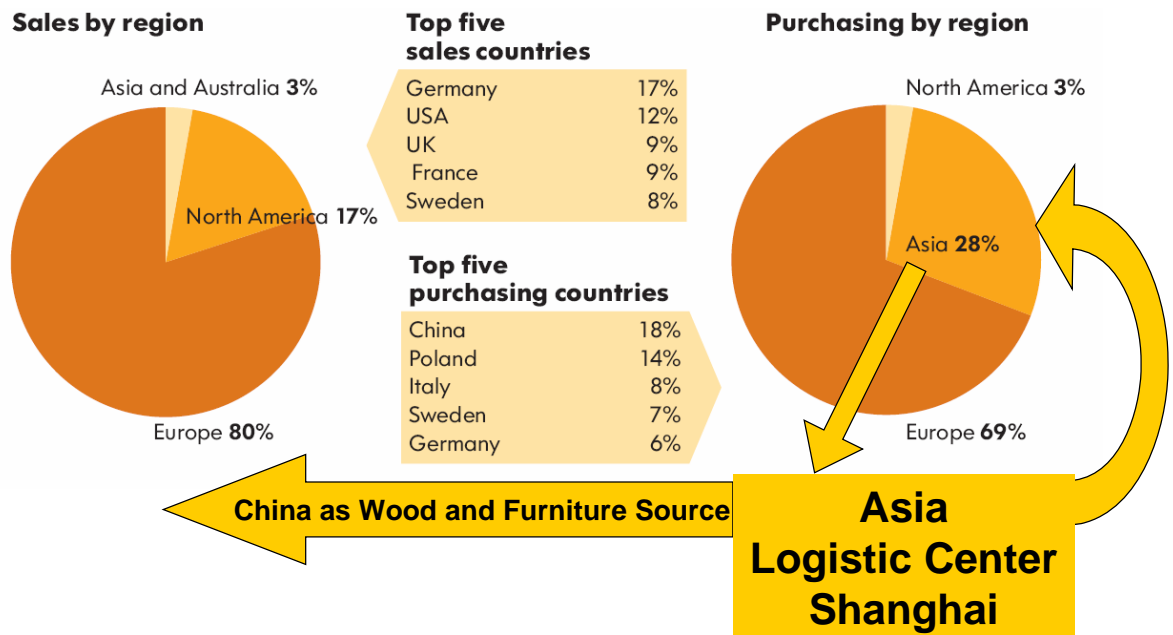 Sales by region
Asia and Australia 3%
North America 17%
Europe 80%
Top five
sales countries
Germany 17%
USA 12%
UK 9%
France 9%
Sweden 8%
Top five
purchasing countries
China 18%
Poland 14%
Italy 8%
Sweden 7%
Germany 6%
Purchasing by region
North America 3%
Asia 28%
Europe 69%
China as Wood and Furniture Source
Asia
Logistic Center
Shanghai